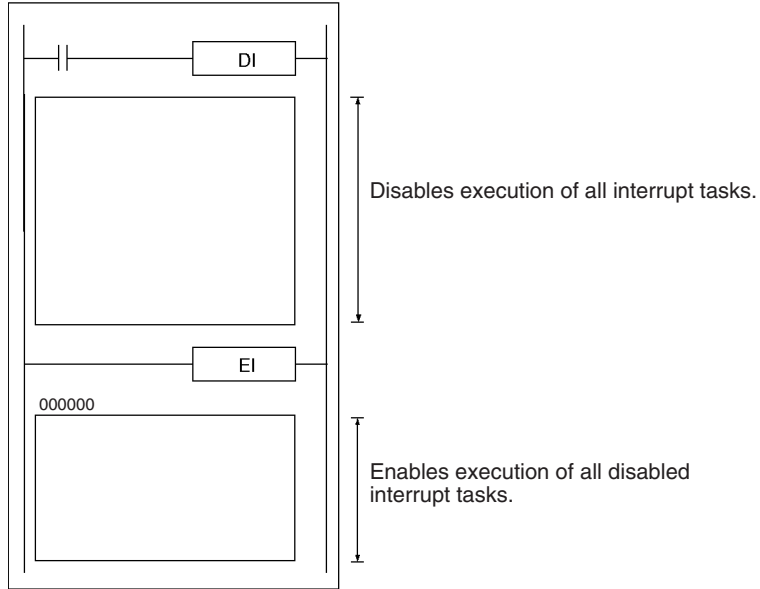 DI
Disables execution of all interrupt tasks.
EI
000000
Enables execution of all disabled
interrupt tasks.